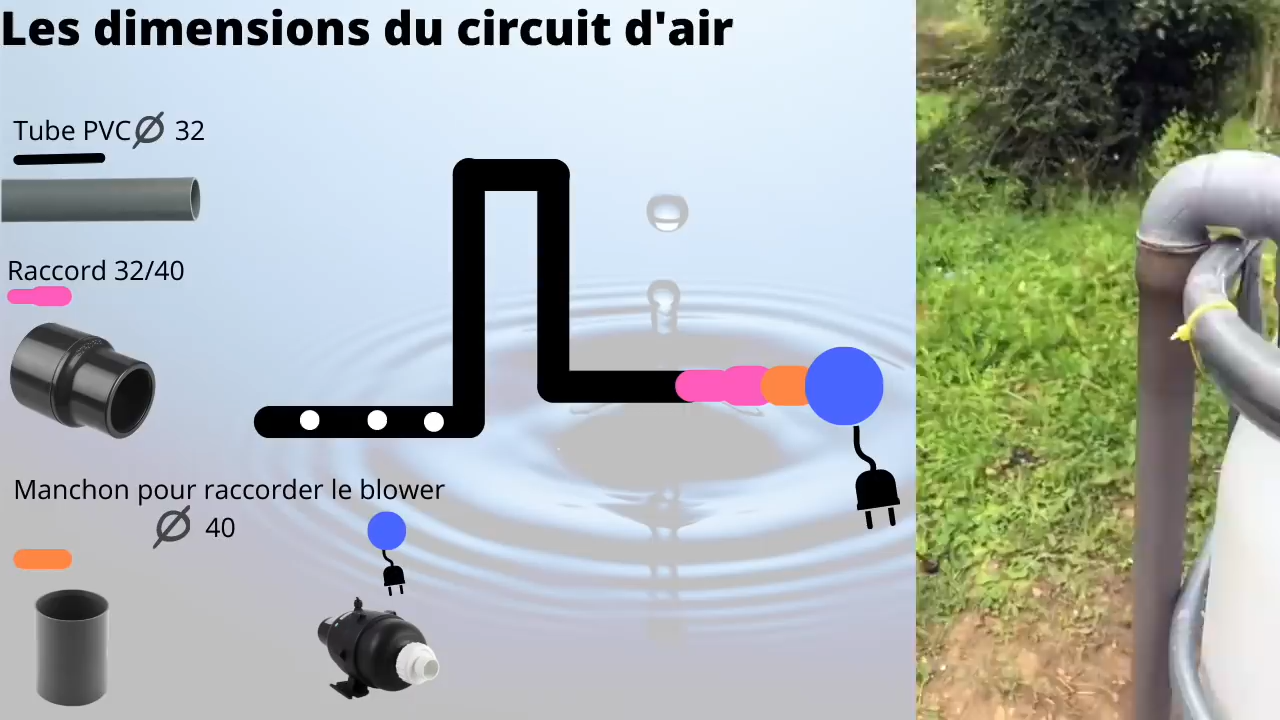 Les dimensions du circuit d'air
Tube PVC Ø 32
Raccord 32/40
Manchon pour raccorder le blower
Ø 40